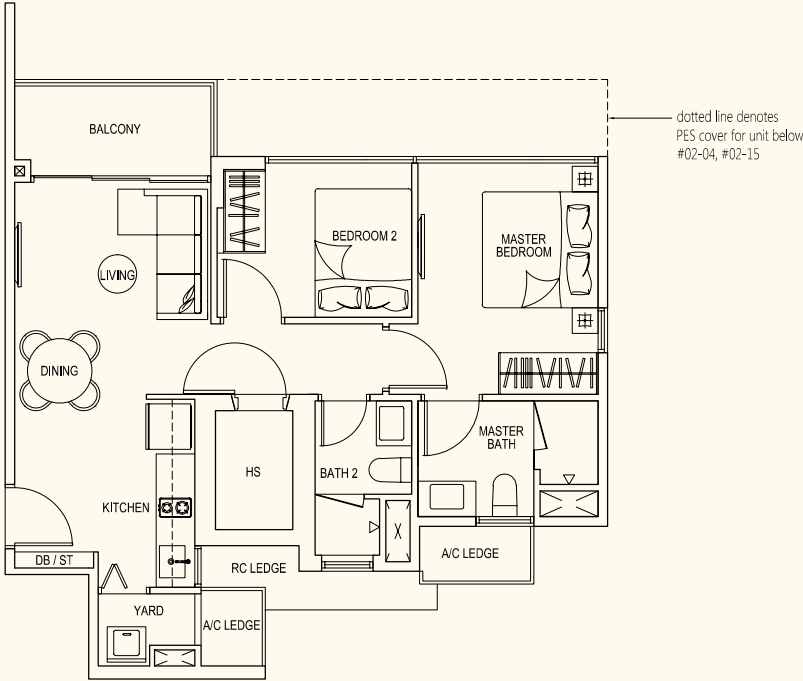 BALCONY
dotted line denotes
PES cover for unit below
#02-04, #02-15
BEDROOM 2
MASTER
BEDROOM
LIVING
DINING
MASTER
BATH
HS
BATH 2
KITCHEN
DB / ST
RC LEDGE
A/C LEDGE
YARD
A/C LEDGE